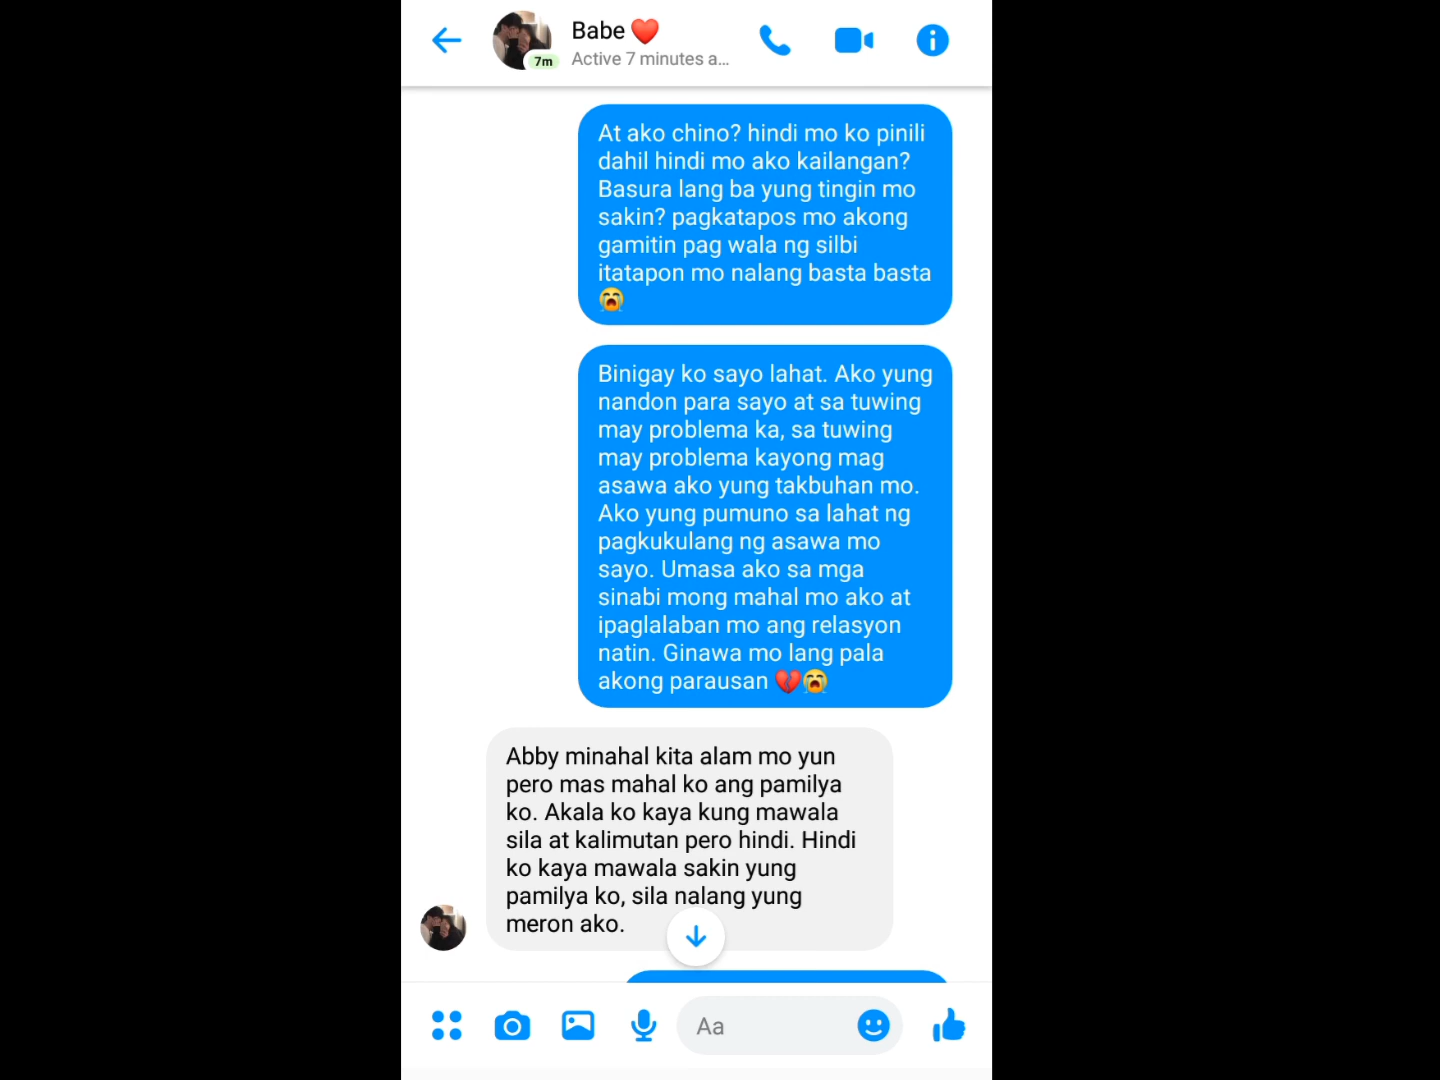 Babe ❤️
7m
Active 7 minutes a...
At ako chino? hindi mo ko pinili
dahil hindi mo ako kailangan?
Basura lang ba yung tingin mo
sakin? pagkatapos mo akong
gamitin pag wala ng silbi
itatapon mo nalang basta basta
😭
Binigay ko sayo lahat. Ako yung
nandon para sayo at sa tuwing
may problema ka, sa tuwing
may problema kayong mag
asawa ako yung takbuhan mo.
Ako yung pumuno sa lahat ng
pagkukulang ng asawa mo
sayo. Umasa ako sa mga
sinabi mong mahal mo ako at
ipaglalaban mo ang relasyon
natin. Ginawa mo lang pala
akong parausan 💔😭
Abby minahal kita alam mo yun
pero mas mahal ko ang pamilya
ko. Akala ko kaya kung mawala
sila at kalimutan pero hindi. Hindi
ko kaya mawala sakin yung
pamilya ko, sila nalang yung
meron ako.
Aa